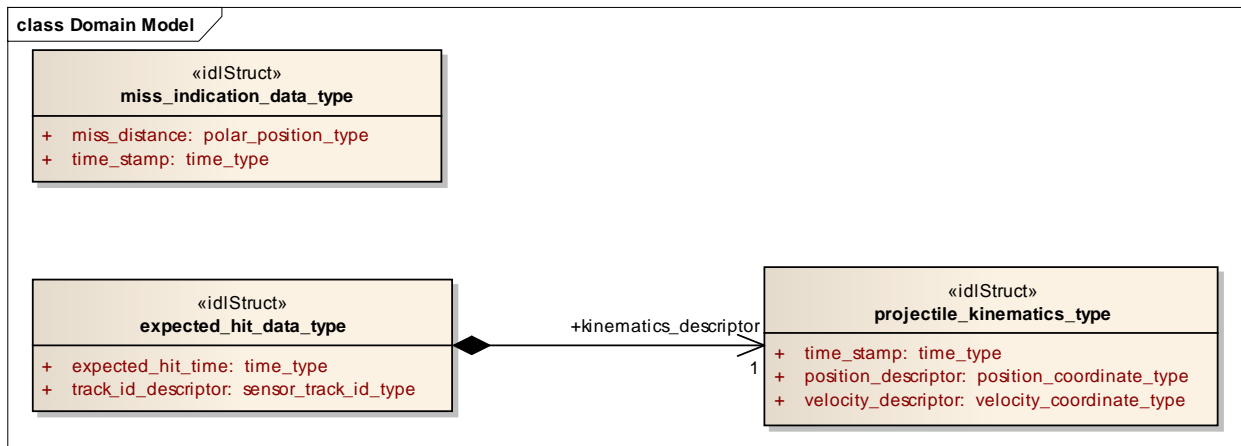 class Domain Model
«idlStruct»
miss_indication_data_type
+ miss_distance: polar_position_type
+ time_stamp: time_type
«idlStruct»
expected_hit_data_type
+ expected_hit_time: time_type
+ track_id_descriptor: sensor_track_id_type
+kinematics_descriptor
1
«idlStruct»
projectile_kinematics_type
+ time_stamp: time_type
+ position_descriptor: position_coordinate_type
+ velocity_descriptor: velocity_coordinate_type